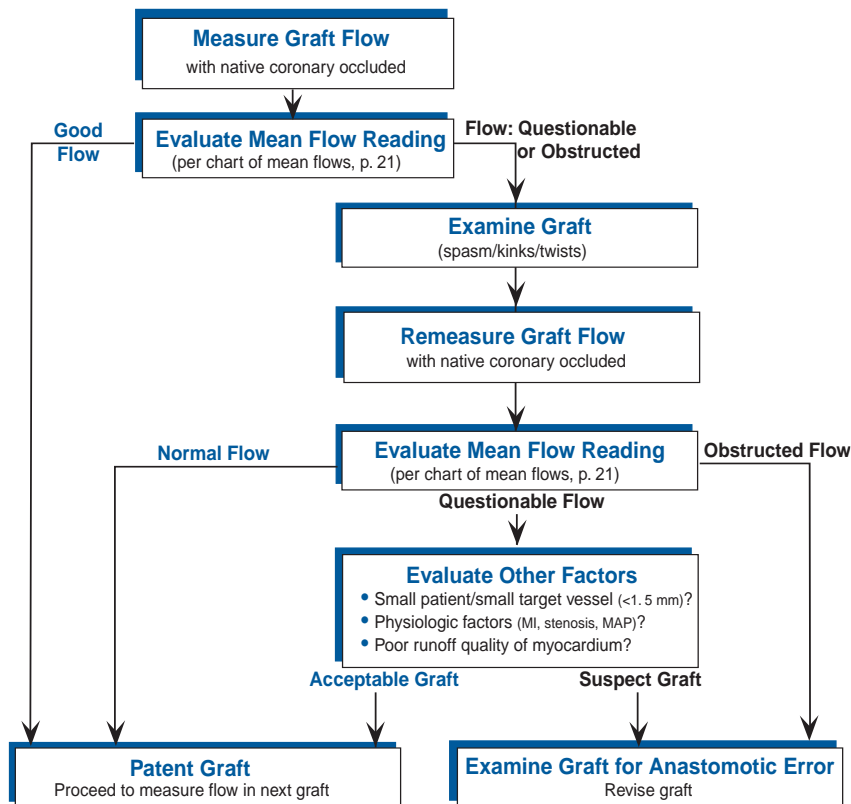 Measure Graft Flow
with native coronary occluded
Good
Flow
Evaluate Mean Flow Reading
(per chart of mean flows, p. 21)
Flow: Questionable
or Obstructed
Examine Graft
(spasm/kinks/twists)
Remeasure Graft Flow
with native coronary occluded
Normal Flow
Evaluate Mean Flow Reading
(per chart of mean flows, p. 21)
Obstructed Flow
Questionable Flow
Evaluate Other Factors
• Small patient/small target vessel (<1. 5 mm)?
• Physiologic factors (MI, stenosis, MAP)?
• Poor runoff quality of myocardium?
Acceptable Graft
Suspect Graft
Patent Graft
Proceed to measure flow in next graft
Examine Graft for Anastomotic Error
Revise graft